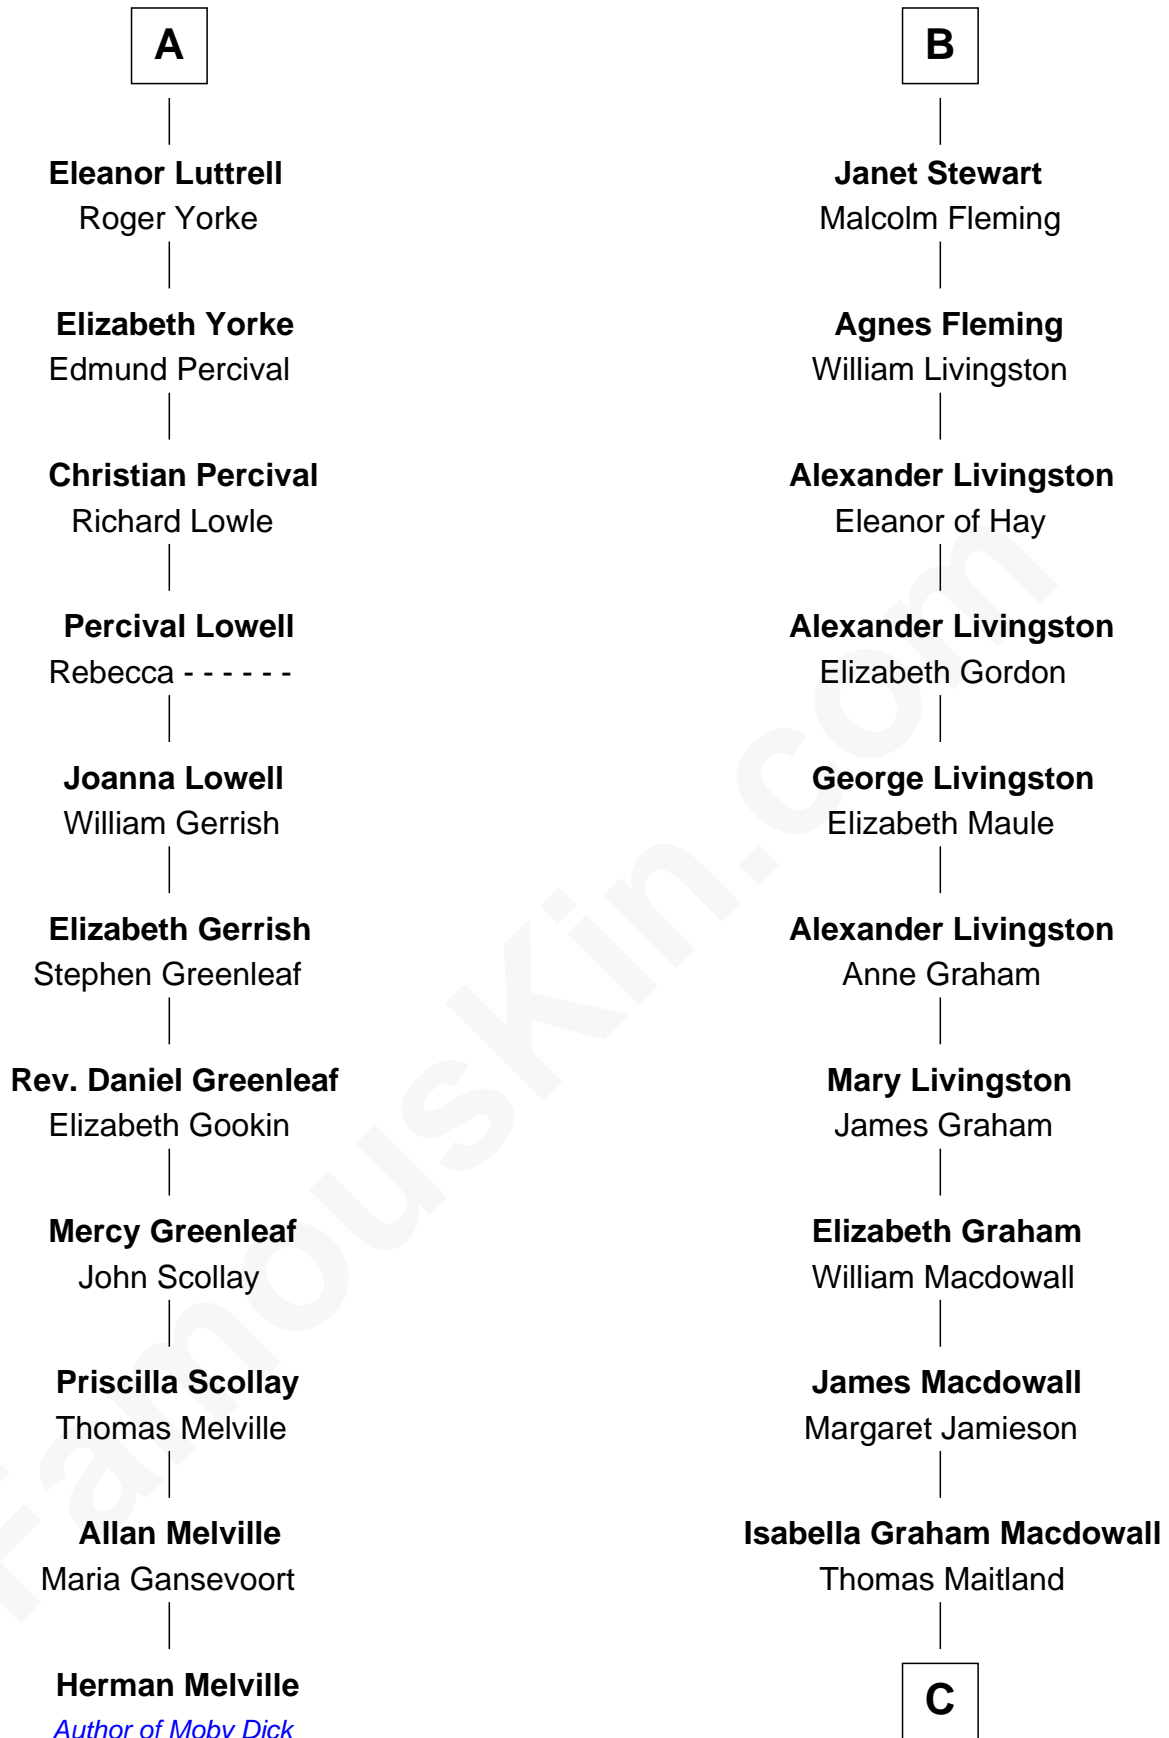 A
Eleanor Luttrell
Roger Yorke
Elizabeth Yorke
Edmund Percival
Christian Percival
Richard Lowle
Percival Lowell
Rebecca - - - - - -
Joanna Lowell
William Gerrish
Elizabeth Gerrish
Stephen Greenleaf
Rev. Daniel Greenleaf
Elizabeth Gookin
Mercy Greenleaf
John Scollay
Priscilla Scollay
Thomas Melville
Allan Melville
Maria Gansevoort
Herman Melville
Author of Moby Dick
B
Janet Stewart
Malcolm Fleming
Agnes Fleming
William Livingston
Alexander Livingston
Eleanor of Hay
Alexander Livingston
Elizabeth Gordon
George Livingston
Elizabeth Maule
Alexander Livingston
Anne Graham
Mary Livingston
James Graham
Elizabeth Graham
William Macdowall
James Macdowall
Margaret Jamieson
Isabella Graham Macdowall
Thomas Maitland
C
FamousKin.com